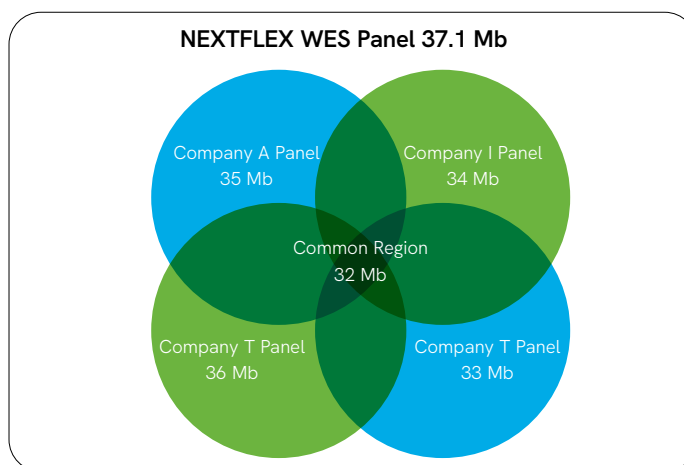 NEXTFLEX WES Panel 37.1 Mb
Company A Panel
35 Mb
Company I Panel
34 Mb
Common Region
32 Mb
Company T Panel
36 Mb
Company T Panel
33 Mb